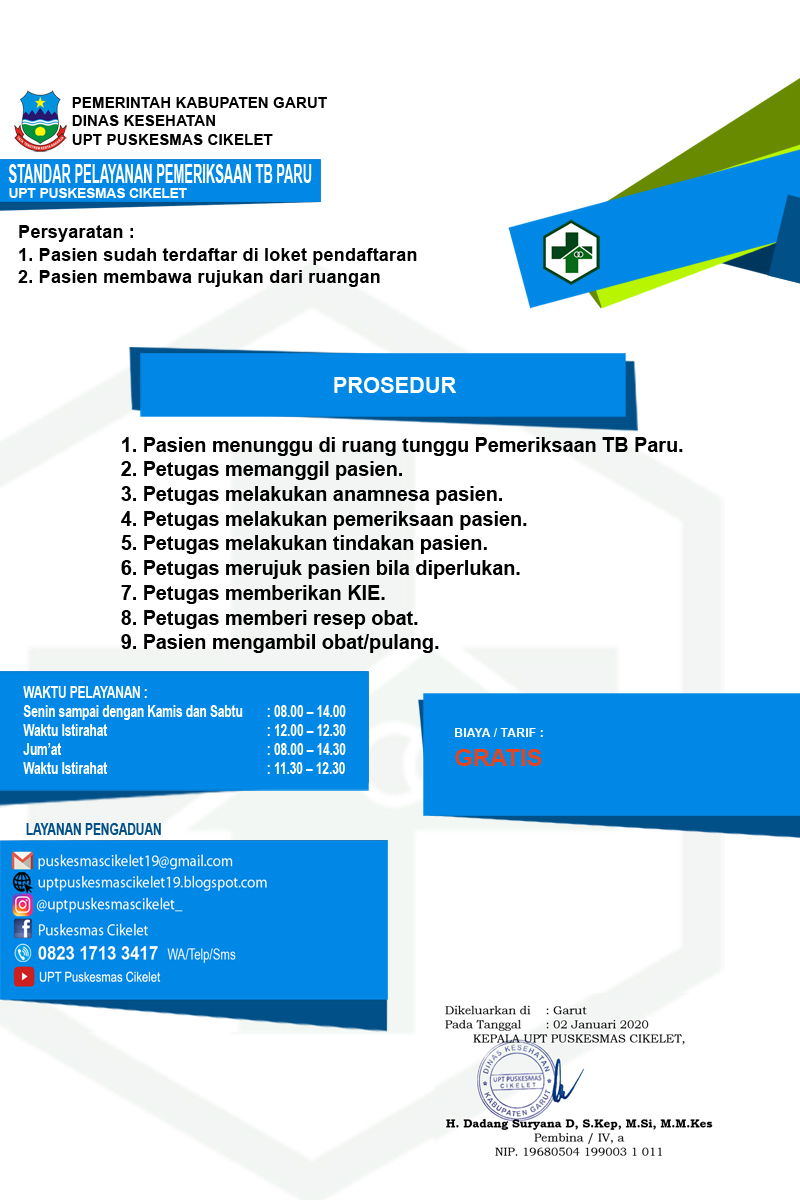 PEMERINTAH KABUPATEN GARUT
DINAS KESEHATAN
UPT PUSKESMAS CIKELET
STANDAR PELAYANAN PEMERIKSAAN TB PARU
UPT PUSKESMAS CIKELET
Persyaratan :
1. Pasien sudah terdaftar di loket pendaftaran
2. Pasien membawa rujukan dari ruangan
PROSEDUR
1. Pasien menunggu di ruang tunggu Pemeriksaan TB Paru.
2. Petugas memanggil pasien.
3. Petugas melakukan anamnesa pasien.
4. Petugas melakukan pemeriksaan pasien.
5. Petugas melakukan tindakan pasien.
6. Petugas merujuk pasien bila diperlukan.
7. Petugas memberikan KIE.
8. Petugas memberi resep obat.
9. Pasien mengambil obat/pulang.
WAKTU PELAYANAN :
Senin sampai dengan Kamis dan Sabtu : 08.00 – 14.00
Waktu Istirahat : 12.00 – 12.30
Jum'at : 08.00 – 14.30
Waktu Istirahat : 11.30 – 12.30
BIAYA / TARIF :
GRATIS
LAYANAN PENGADUAN
puskesmascikelet19@gmail.com
uptpuskesmascikelet19.blogspot.com
@uptpuskesmascikelet_
Puskesmas Cikelet
0823 1713 3417 WA/Telp/Sms
UPT Puskesmas Cikelet
Dikeluarkan di : Garut
Pada Tanggal : 02 Januari 2020
KEPALA UPT PUSKESMAS CIKELET,
DINAS KESEHATAN
UPT PUSKESMAS
CIKELET
KABUPATEN GARUT
H. Dadang Suryana D, S.Kep, M.Si, M.M.Kes
Pembina / IV, a
NIP. 19680504 199003 1 011